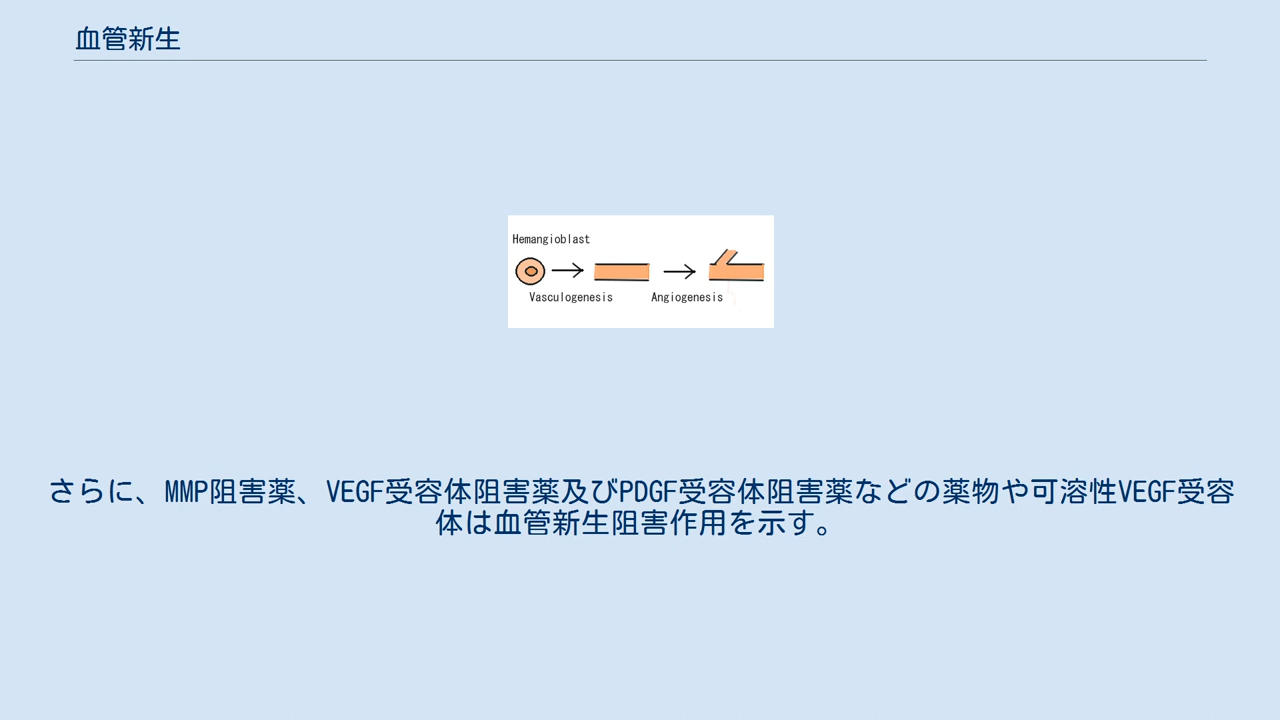 血管新生
Hemangioblast
Vasculogenesis
Angiogenesis
さらに、MMP阻害薬、VEGF受容体阻害薬及びPDGF受容体阻害薬などの薬物や可溶性VEGF受容
体は血管新生阻害作用を示す。